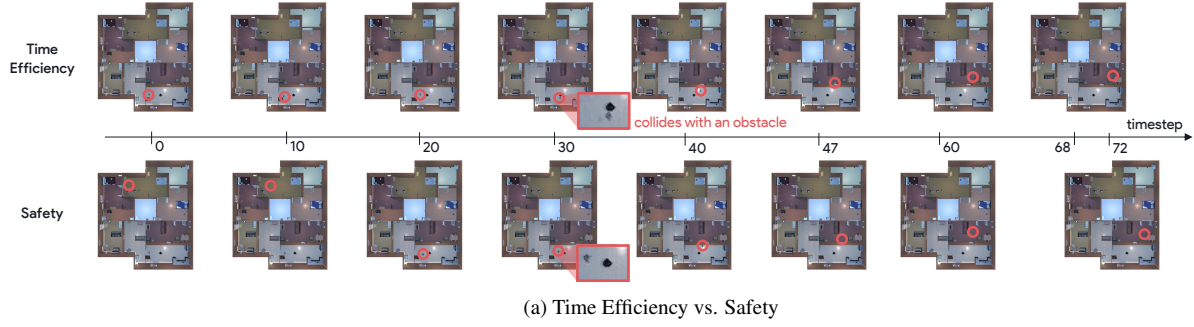 Time
Efficiency
collides with an obstacle
timestep
0 10 20 30 40 47 60 68 72
Safety
(a) Time Efficiency vs. Safety